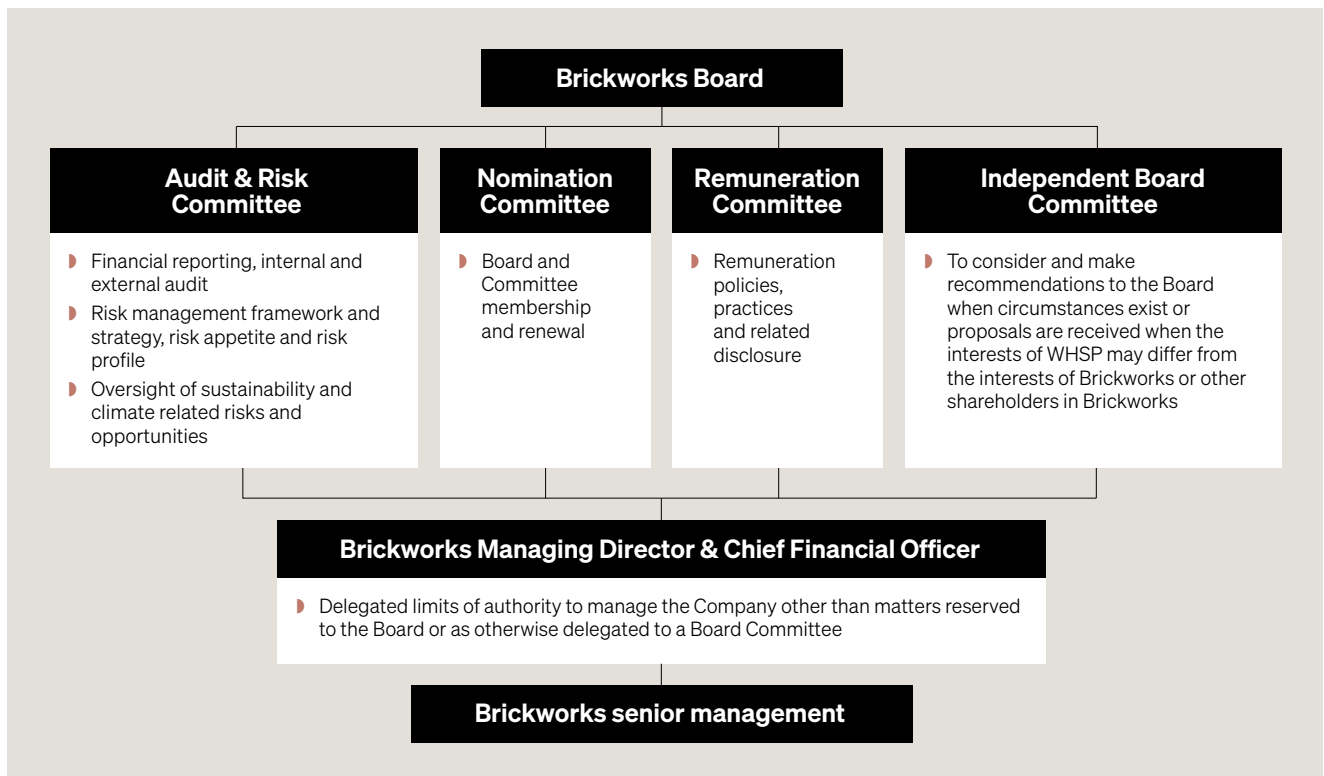 Brickworks Board
Audit & Risk
Committee
Financial reporting, internal and
external audit
Risk management framework and
strategy, risk appetite and risk
profile
Oversight of sustainability and
climate related risks and
opportunities
Nomination
Committee
Board and
Committee
membership
and renewal
Remuneration
Committee
Remuneration
policies,
practices
and related
disclosure
Independent Board
Committee
To consider and make
recommendations to the Board
when circumstances exist or
proposals are received when the
interests of WHSP may differ from
the interests of Brickworks or other
shareholders in Brickworks
Brickworks Managing Director & Chief Financial Officer
Delegated limits of authority to manage the Company other than matters reserved
to the Board or as otherwise delegated to a Board Committee
Brickworks senior management